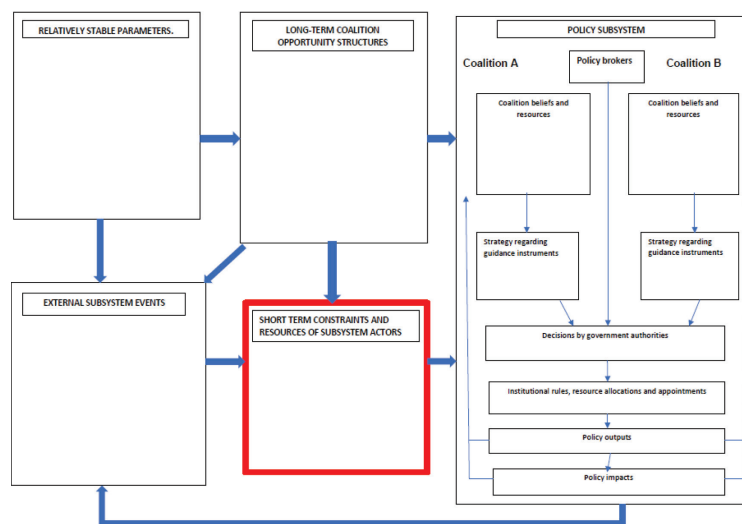 RELATIVELY STABLE PARAMETERS.
LONG-TERM COALITION
OPPORTUNITY STRUCTURES
POLICY SUBSYSTEM
Coalition A
Policy brokers
Coalition B
Coalition beliefs and
resources
Coalition beliefs and
resources
Strategy regarding
guidance instruments
Strategy regarding
guidance instruments
EXTERNAL SUBSYSTEM EVENTS
SHORT TERM CONSTRAINTS AND
RESOURCES OF SUBSYSTEM ACTORS
Decisions by government authorities
Institutional rules, resource allocations and appointments
Policy outputs
Policy impacts